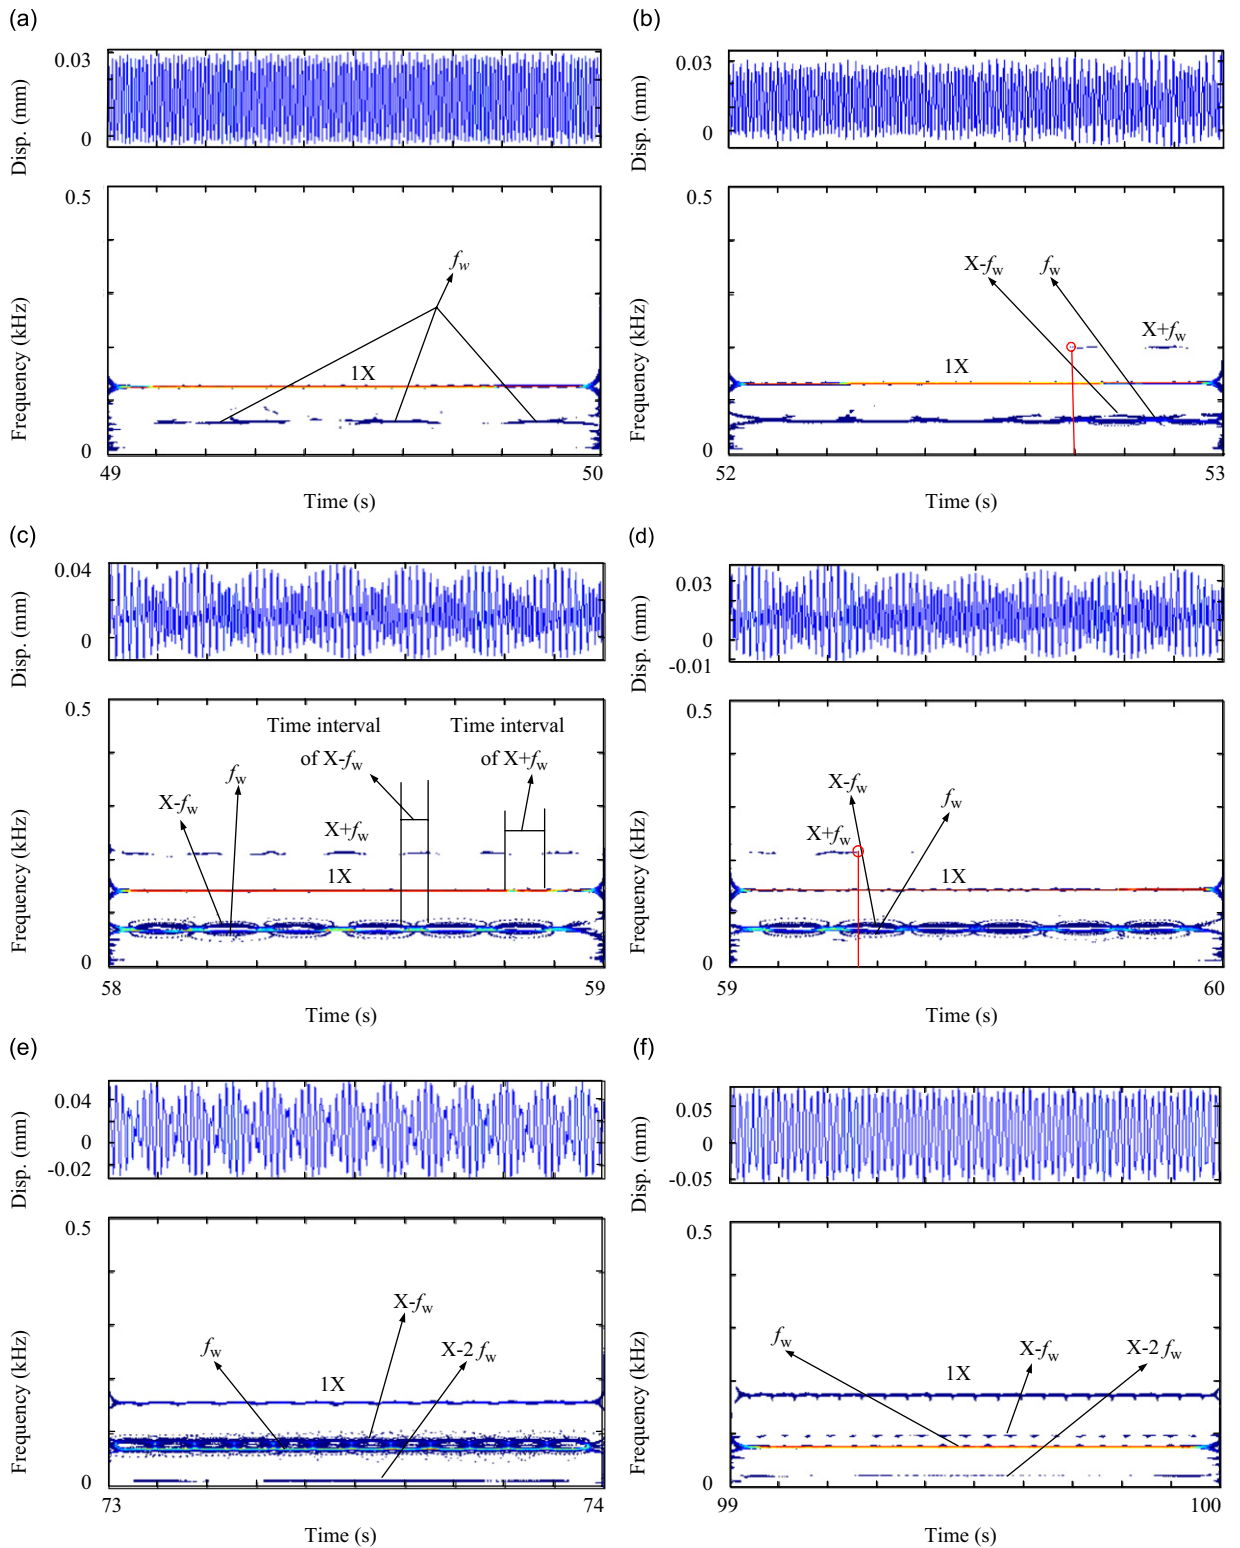 (a)
0.03
Disp. (mm)
0
0.5
fw
Frequency (kHz)
1X
0
49
50
Time (s)
(b)
0.03
Disp. (mm)
0
0.5
X-fw
fw
X+fw
Frequency (kHz)
1X
0
52
53
Time (s)
(c)
0.04
Disp. (mm)
0
0.5
Time interval
of X-fw
Time interval
of X+fw
fw
X-fw
X+fw
Frequency (kHz)
1X
0
58
59
Time (s)
(d)
0.03
Disp. (mm)
0
-0.01
0.5
X-fw
fw
X+fw
Frequency (kHz)
1X
0
59
60
Time (s)
(e)
0.04
Disp. (mm)
0
-0.02
0.5
X-fw
fw
X-2 fw
Frequency (kHz)
1X
0
73
74
Time (s)
(f)
0.05
Disp. (mm)
0
-0.05
0.5
fw
X-fw
X-2 fw
Frequency (kHz)
1X
0
99
100
Time (s)